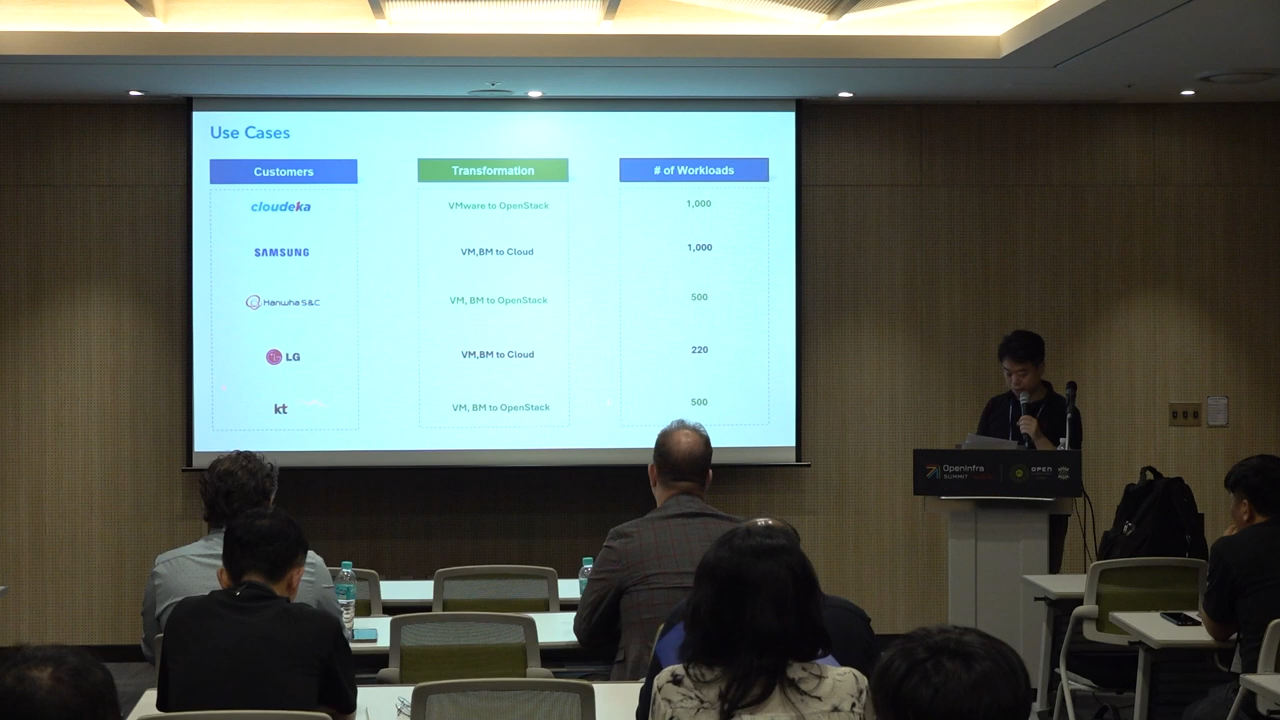 Use Cases
Customers Transformation # of Workloads
cloudeka VMware to OpenStack 1,000
SAMSUNG VM,BM to Cloud 1,000
Hanwha S&C VM, BM to OpenStack 500
LG VM,BM to Cloud 220
kt VM, BM to OpenStack 500
OpenInfra
SUMMIT
OPEN